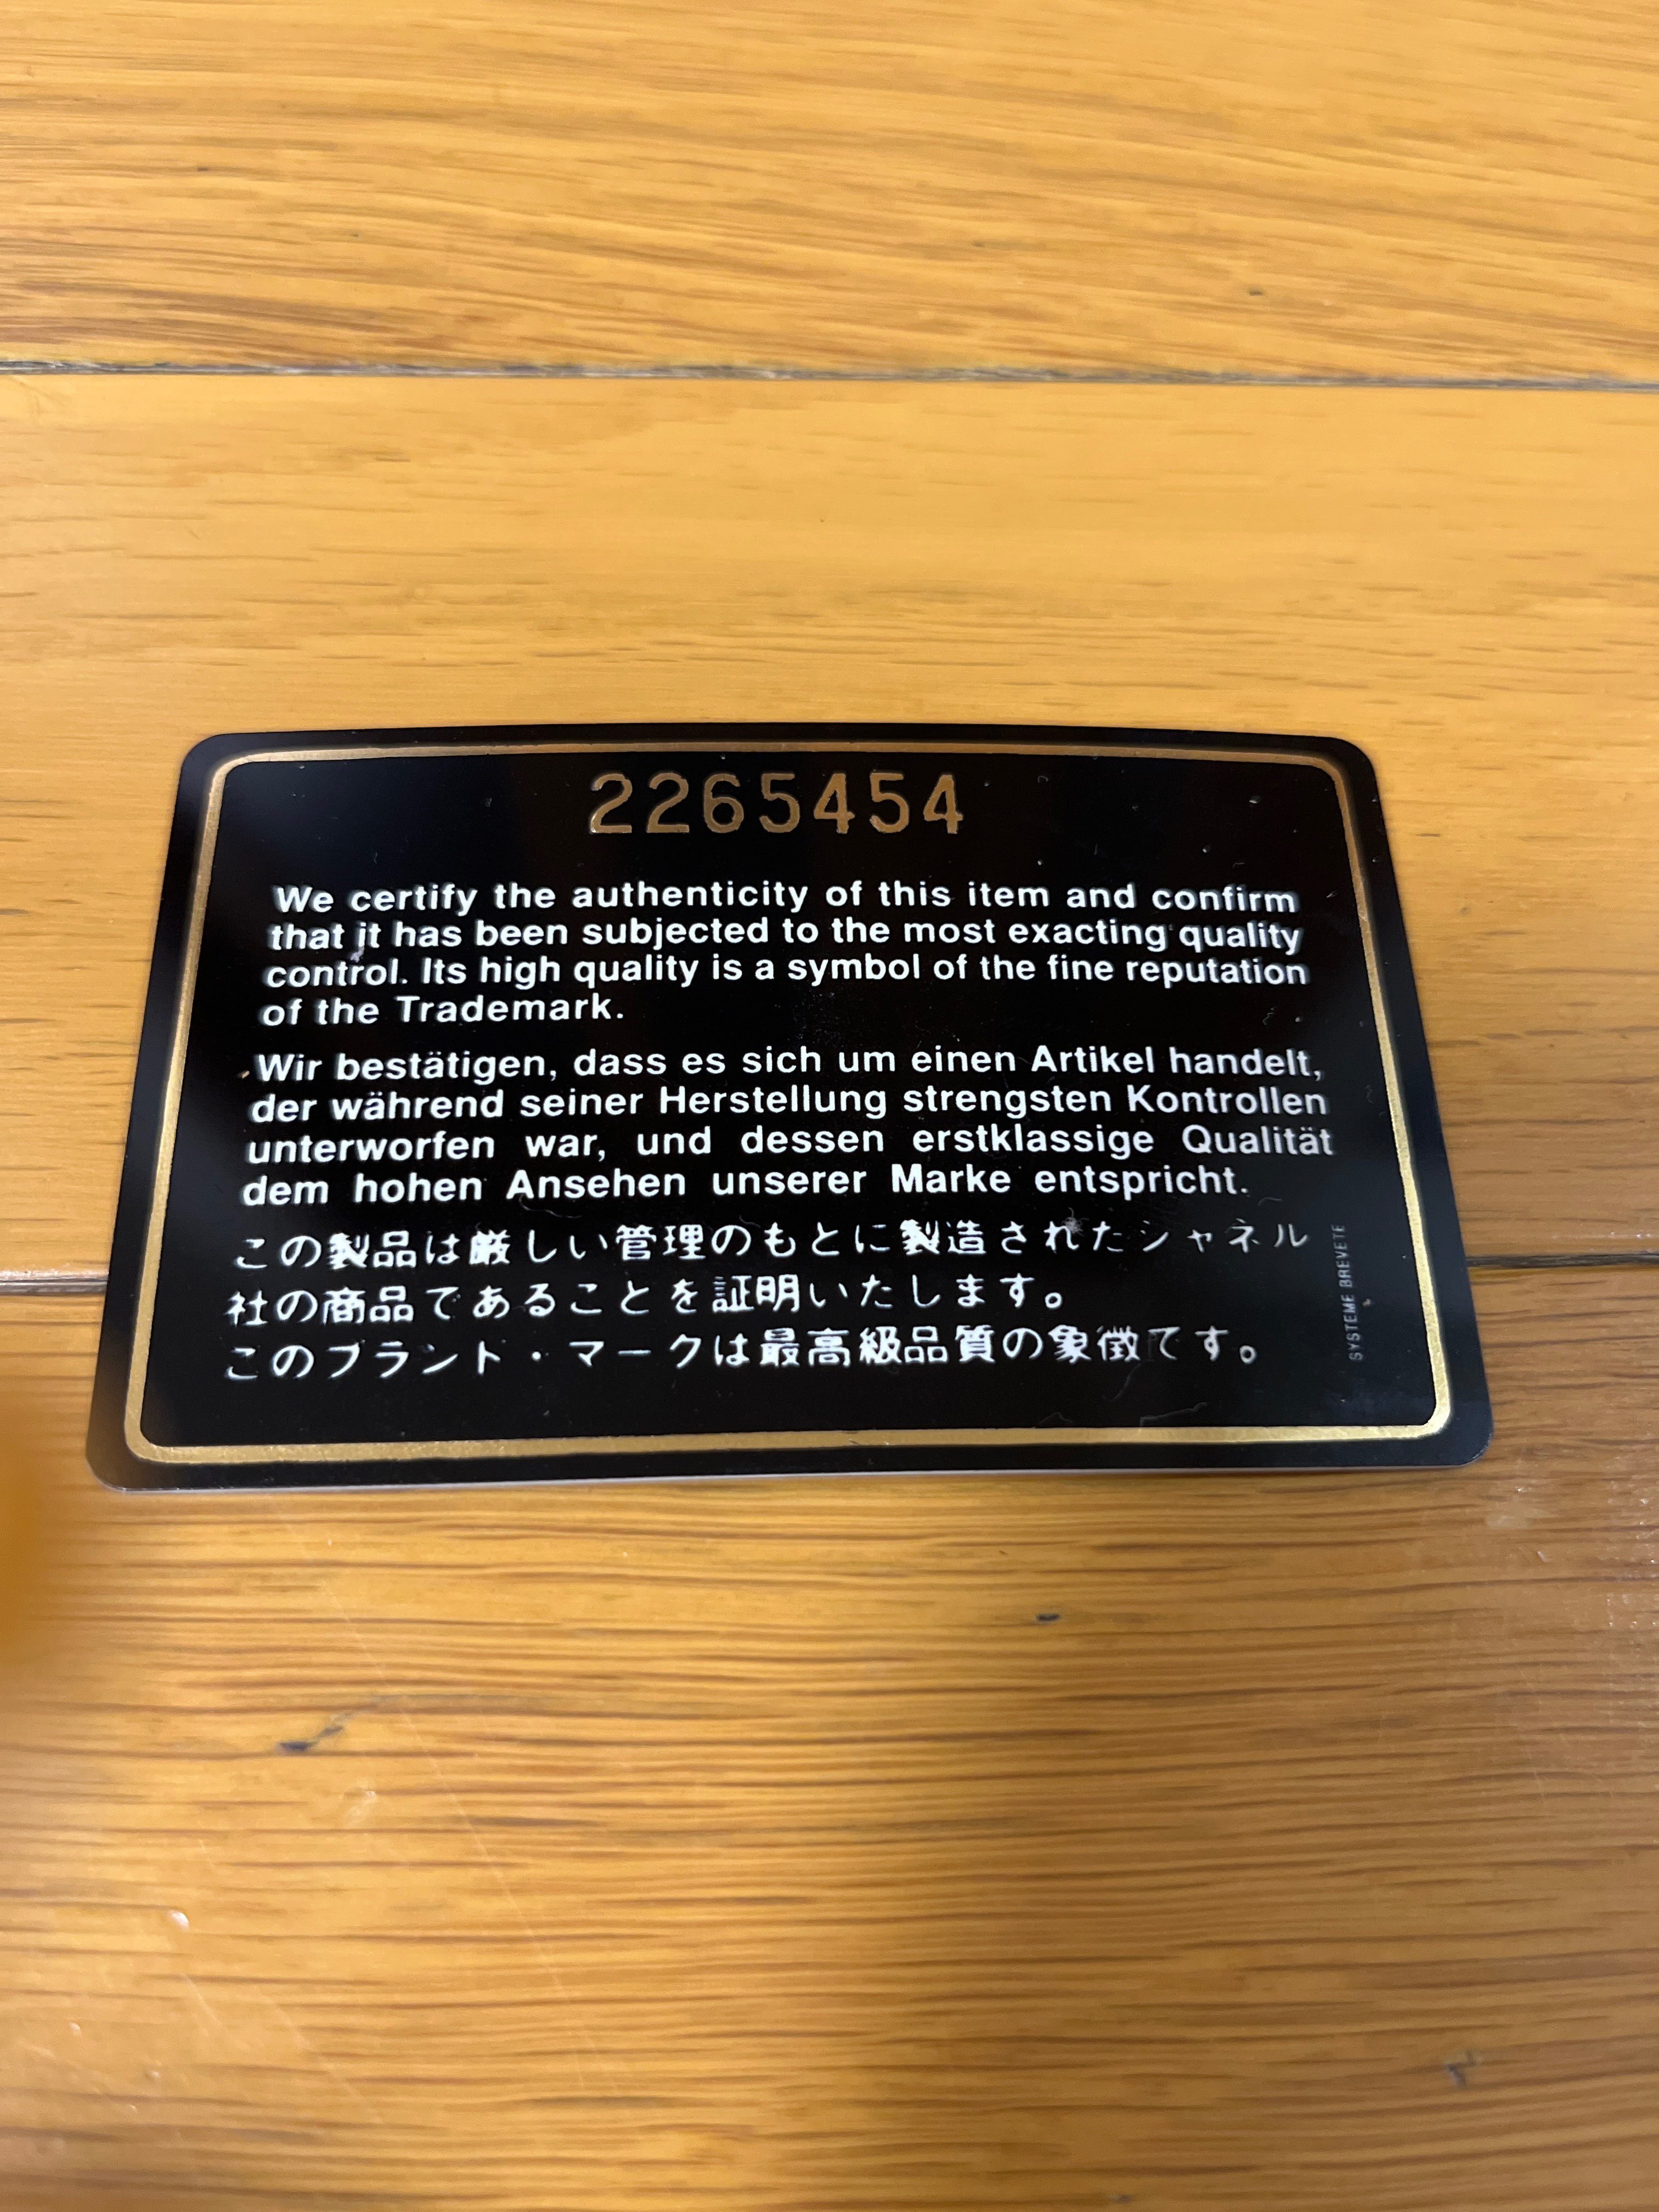 2265454
We certify the authenticity of this item and confirm
that it has been subjected to the most exacting quality
control. Its high quality is a symbol of the fine reputation
of the Trademark.
Wir bestätigen, dass es sich um einen Artikel handelt,
der während seiner Herstellung strengsten Kontrollen
unterworfen war, und dessen erstklassige Qualität
dem hohen Ansehen unserer Marke entspricht.
この製品は厳しい管理のもとに製造されたシャネル
社の商品であることを証明いたします。
このブランド・マークは最高級品質の象徴てす。
SYSTEME BREVETE